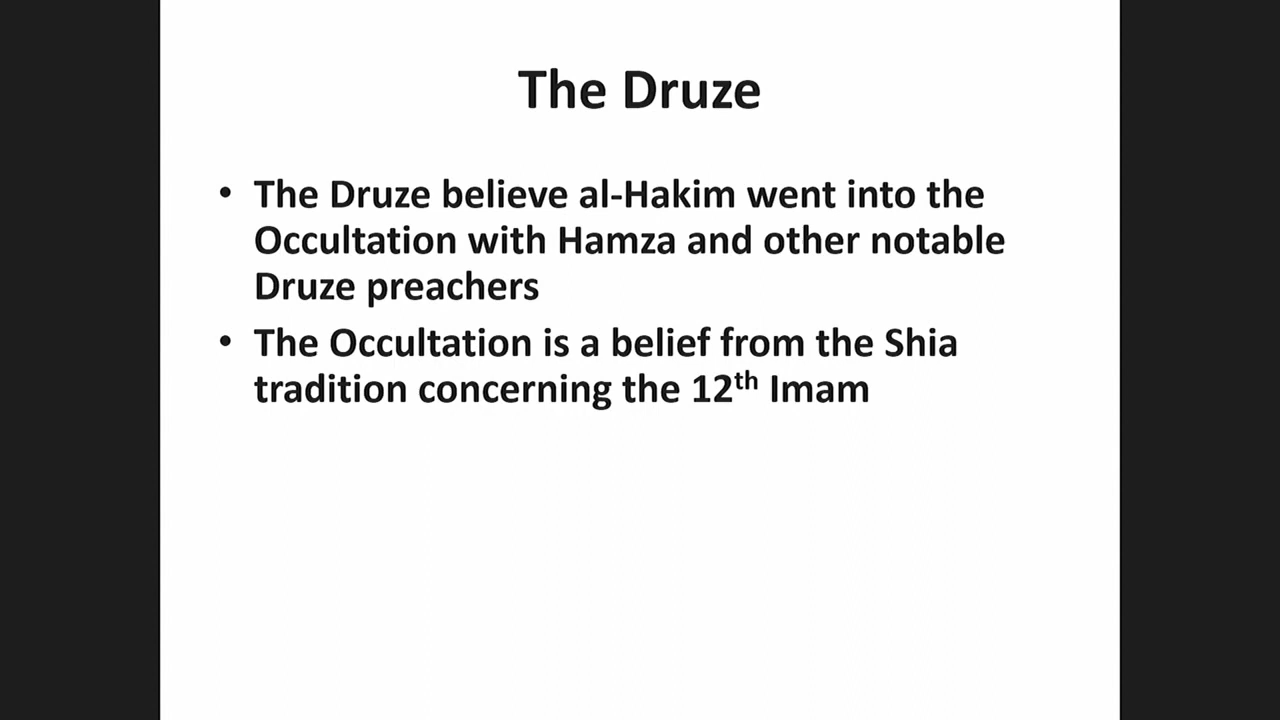 The Druze
• The Druze believe al-Hakim went into the
Occultation with Hamza and other notable
Druze preachers
• The Occultation is a belief from the Shia
tradition concerning the 12th Imam